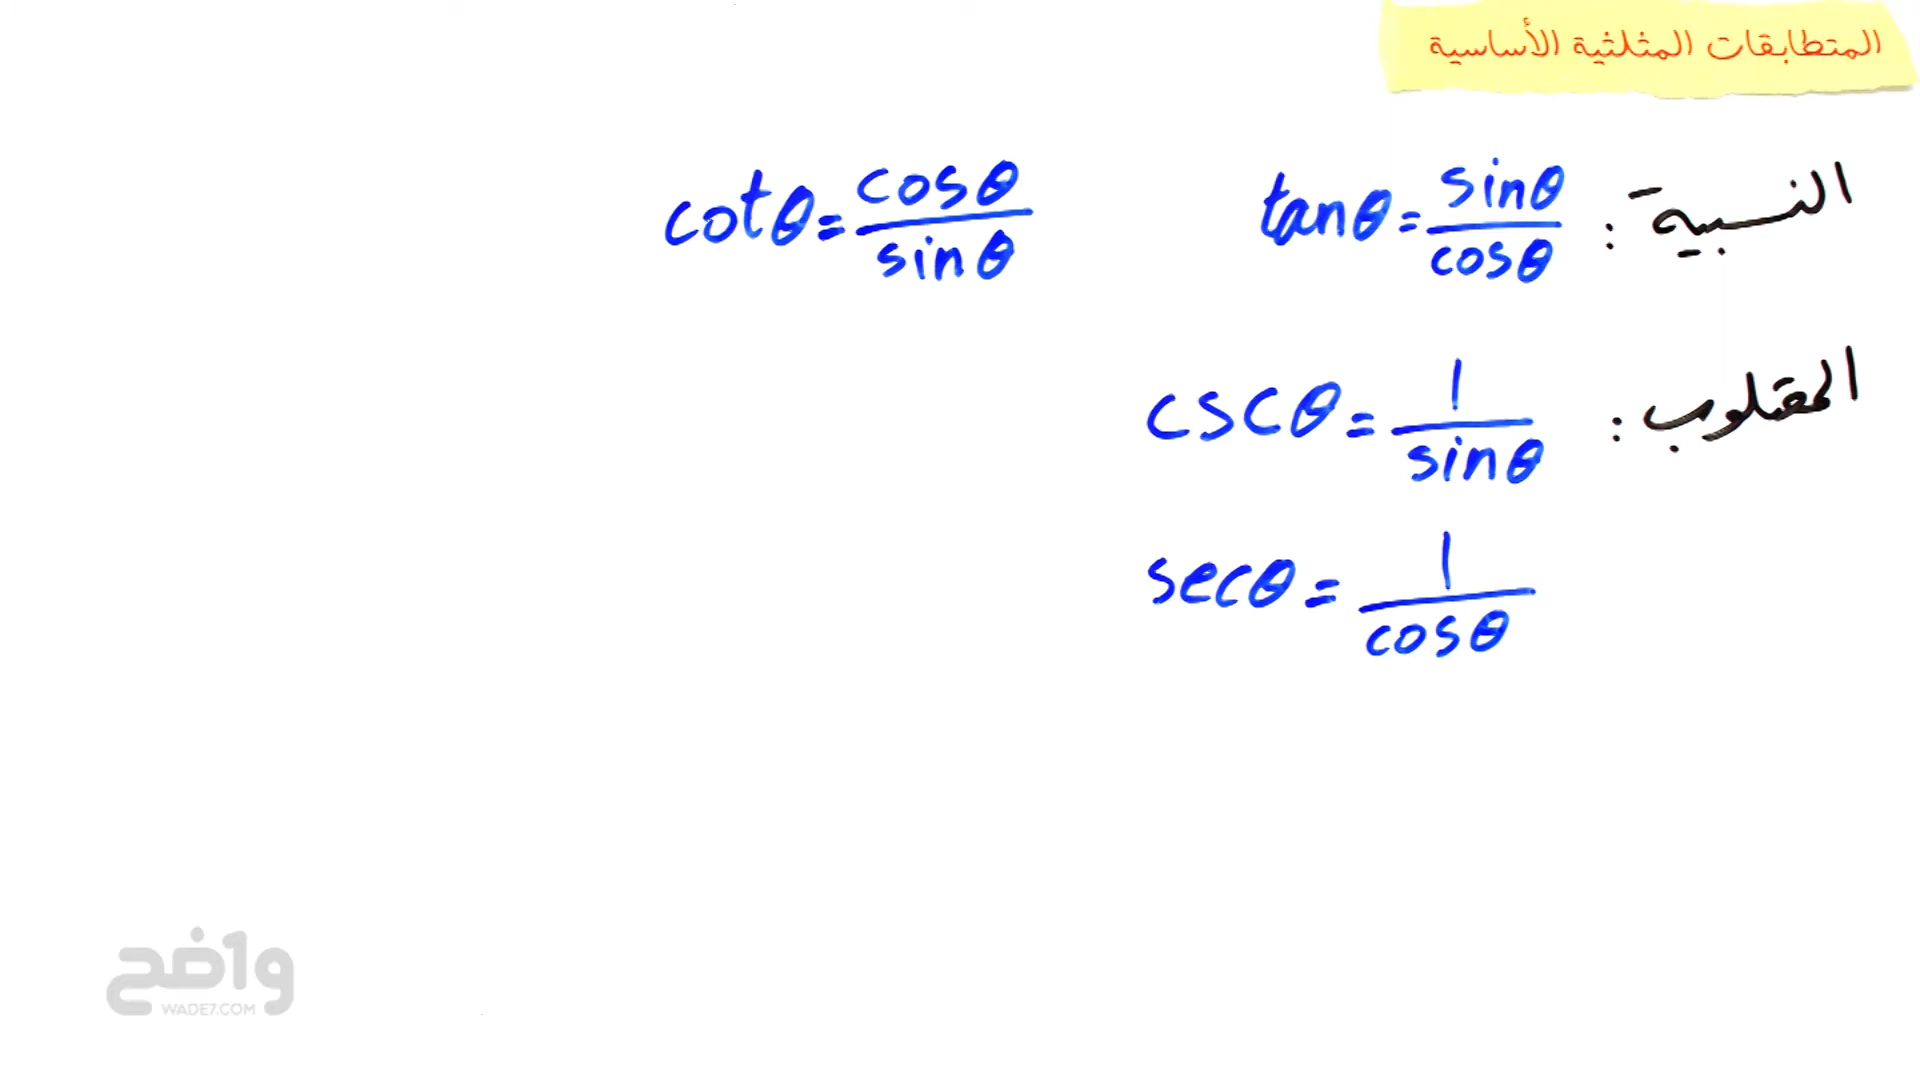 المتطابقات المثلثية الأساسية
النسبية : tanθ = sinθ/cosθ cotθ = cosθ/sinθ
المقلوب : cscθ = 1/sinθ
secθ = 1/cosθ
واضح
WADE7.COM